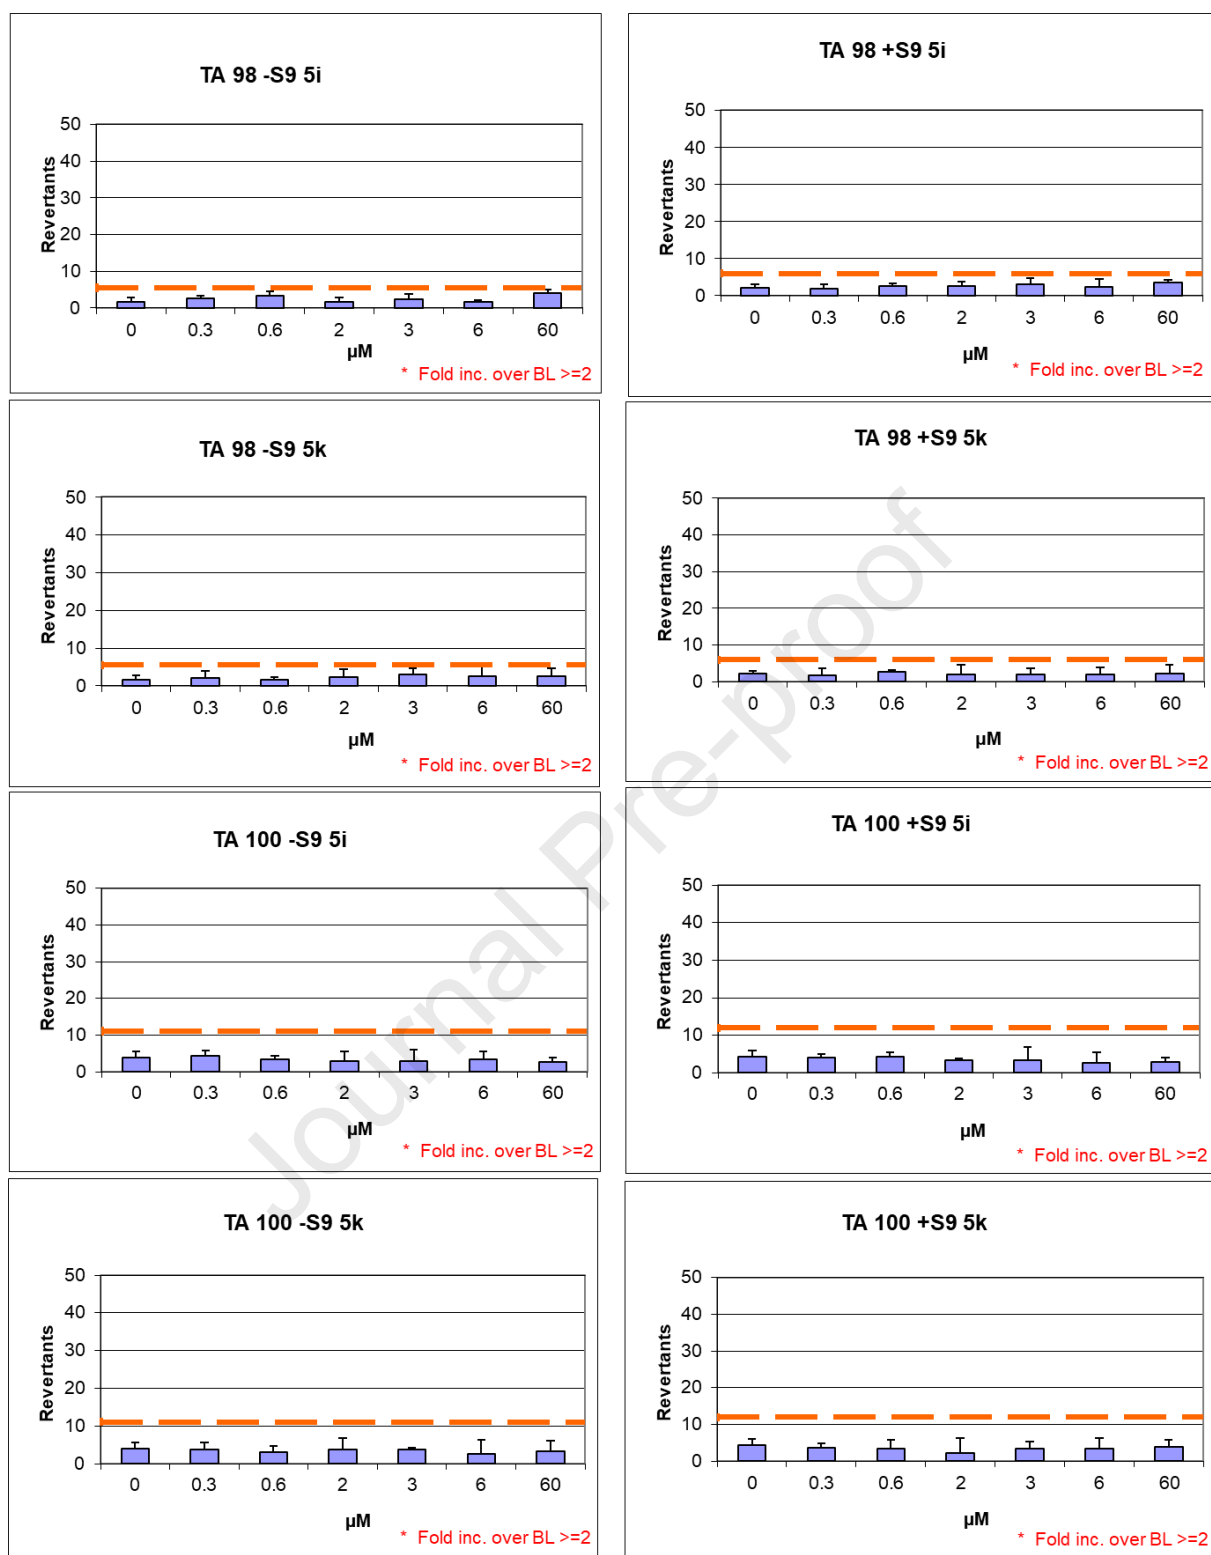 TA 98 -S9 5i
Revertants
50
40
30
20
10
0
0 0.3 0.6 2 3 6 60
µM
* Fold inc. over BL >=2
TA 98 +S9 5i
Revertants
50
40
30
20
10
0
0 0.3 0.6 2 3 6 60
µM
* Fold inc. over BL >=2
TA 98 -S9 5k
Revertants
50
40
30
20
10
0
0 0.3 0.6 2 3 6 60
µM
* Fold inc. over BL >=2
TA 98 +S9 5k
Revertants
50
40
30
20
10
0
0 0.3 0.6 2 3 6 60
µM
* Fold inc. over BL >=2
TA 100 -S9 5i
Revertants
50
40
30
20
10
0
0 0.3 0.6 2 3 6 60
µM
* Fold inc. over BL >=2
TA 100 +S9 5i
Revertants
50
40
30
20
10
0
0 0.3 0.6 2 3 6 60
µM
* Fold inc. over BL >=2
TA 100 -S9 5k
Revertants
50
40
30
20
10
0
0 0.3 0.6 2 3 6 60
µM
* Fold inc. over BL >=2
TA 100 +S9 5k
Revertants
50
40
30
20
10
0
0 0.3 0.6 2 3 6 60
µM
* Fold inc. over BL >=2
Journal Pre-proof